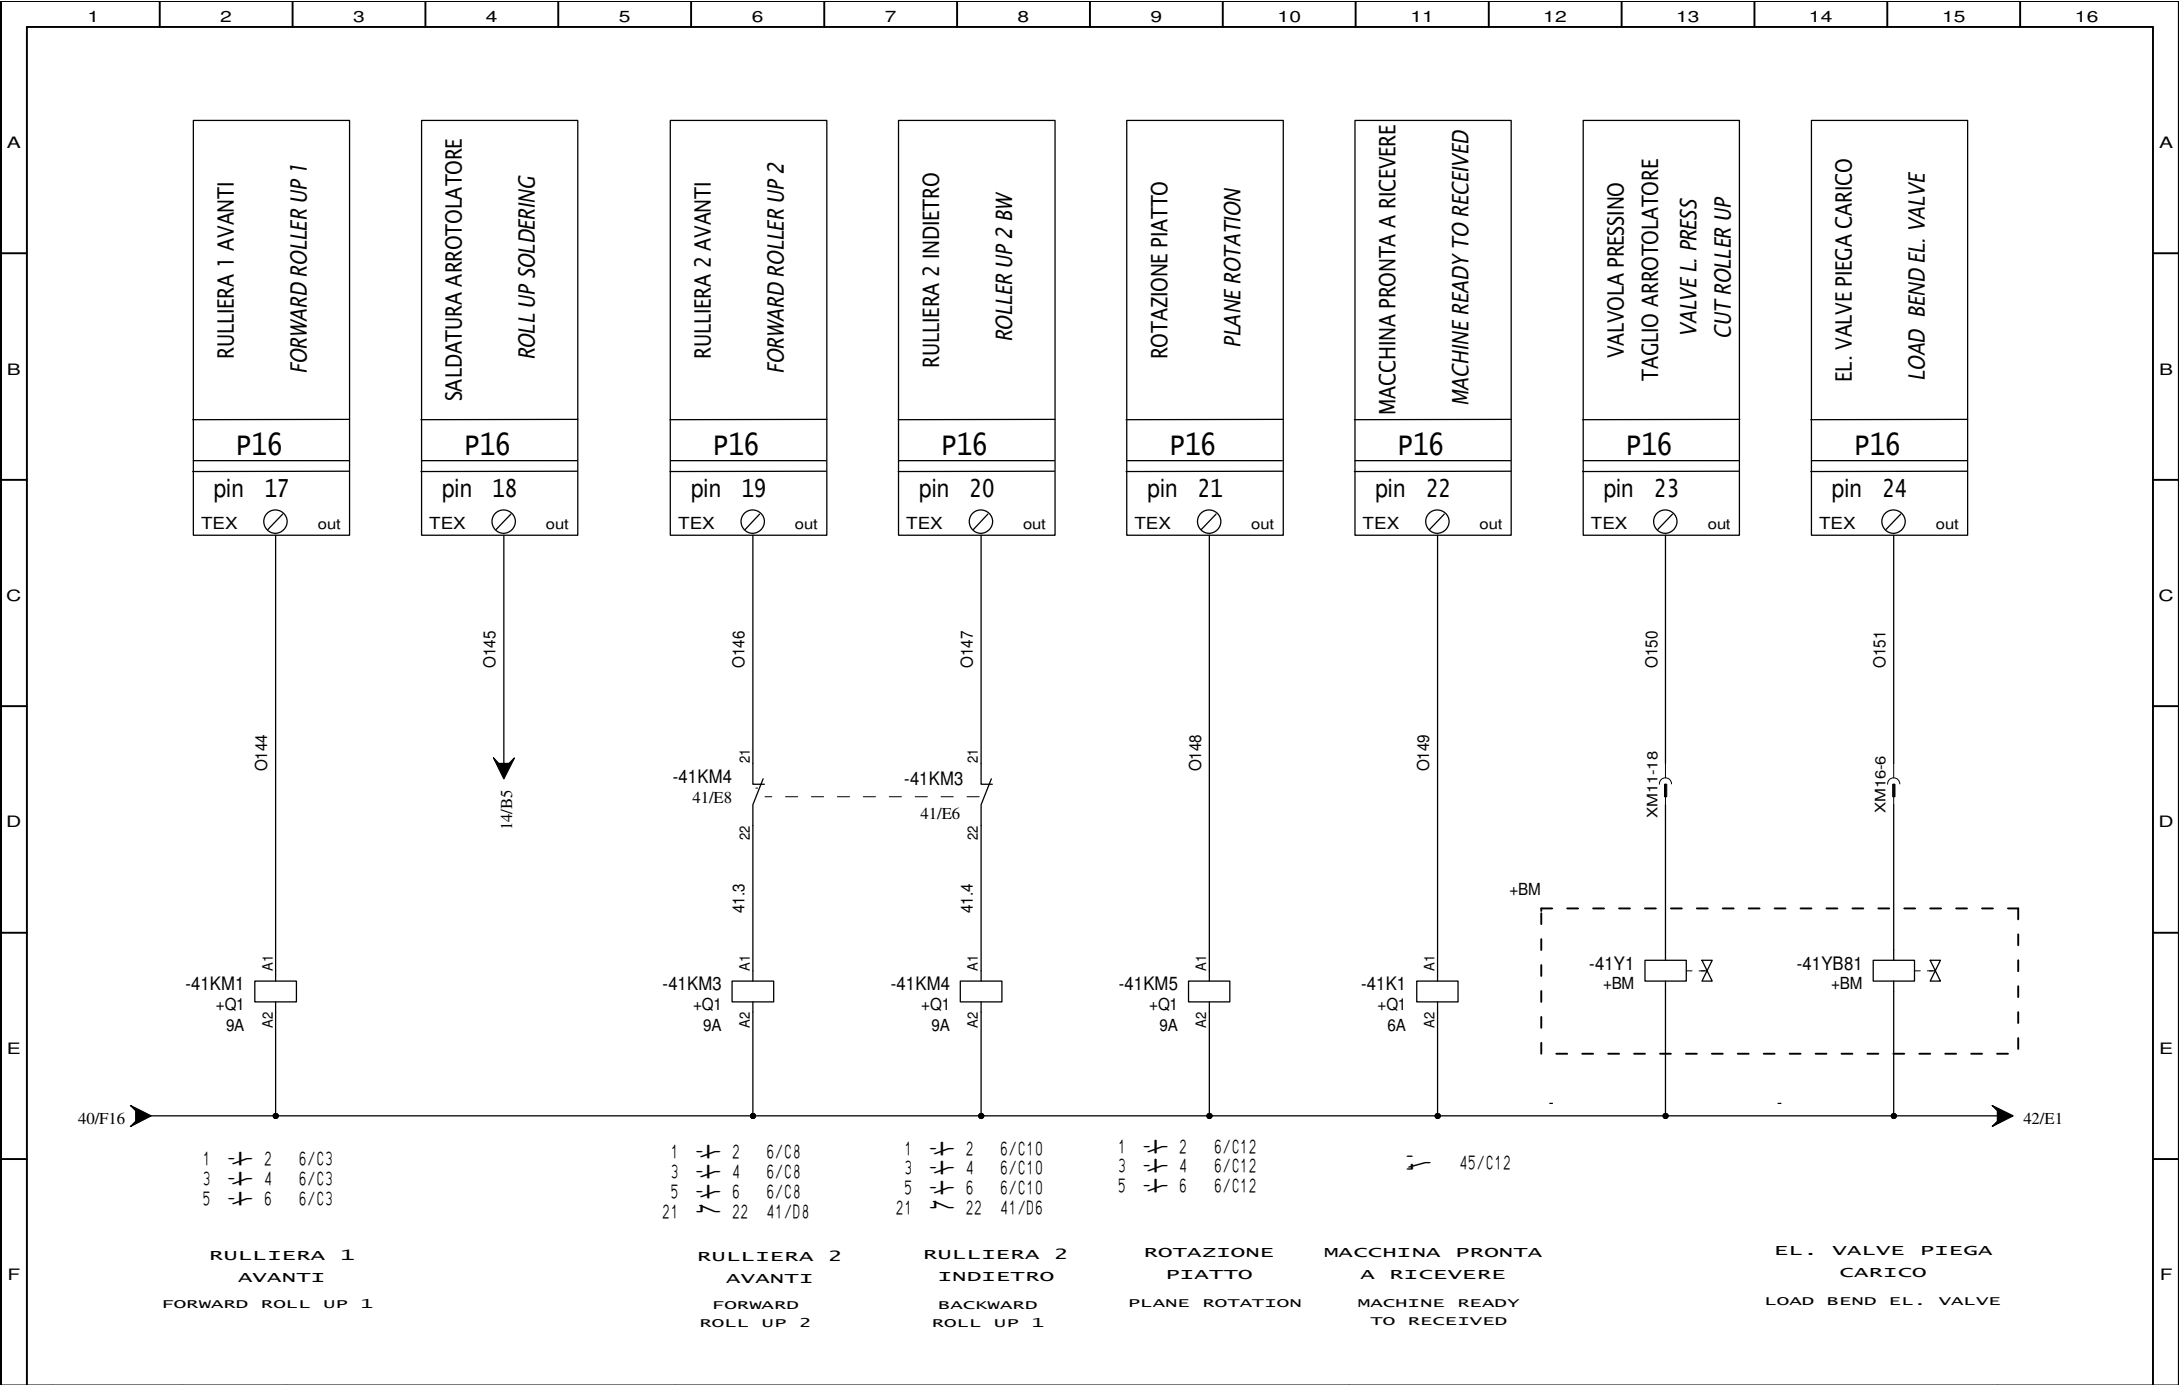 1 2 3 4 5 6 7 8 9 10 11 12 13 14 15 16
A
B
C
D
E
F
RULLIERA 1 AVANTI
FORWARD ROLLER UP 1
P16
pin 17
TEX out
SALDATURA ARROTOLATORE
ROLL UP SOLDERING
P16
pin 18
TEX out
RULLIERA 2 AVANTI
FORWARD ROLLER UP 2
P16
pin 19
TEX out
RULLIERA 2 INDIETRO
ROLLER UP 2 BW
P16
pin 20
TEX out
ROTAZIONE PIATTO
PLANE ROTATION
P16
pin 21
TEX out
MACCHINA PRONTA A RICEVERE
MACHINE READY TO RECEIVED
P16
pin 22
TEX out
VALVOLA PRESSINO
TAGLIO ARROTOLATORE
VALVE L. PRESS
CUT ROLLER UP
P16
pin 23
TEX out
EL. VALVE PIEGA CARICO
LOAD BEND EL. VALVE
P16
pin 24
TEX out
A
B
C
D
E
F
O144
O145
14/B5
O146
21
-41KM4
41/E8
22
41.3
O147
21
-41KM3
41/E6
22
41.4
O148
O149
O150
XM11-18
O151
XM16-6
+BM
A1
-41KM1
+Q1
9A
A2
A1
-41KM3
+Q1
9A
A2
A1
-41KM4
+Q1
9A
A2
A1
-41KM5
+Q1
9A
A2
A1
-41K1
+Q1
6A
A2
-41Y1
+BM
-41YB81
+BM
40/F16
- -
42/E1
1 2 6/C3
3 4 6/C3
5 6 6/C3
1 2 6/C8
3 4 6/C8
5 6 6/C8
21 22 41/D8
1 2 6/C10
3 4 6/C10
5 6 6/C10
21 22 41/D6
1 2 6/C12
3 4 6/C12
5 6 6/C12
45/C12
RULLIERA 1
AVANTI
FORWARD ROLL UP 1
RULLIERA 2
AVANTI
FORWARD
ROLL UP 2
RULLIERA 2
INDIETRO
BACKWARD
ROLL UP 1
ROTAZIONE
PIATTO
PLANE ROTATION
MACCHINA PRONTA
A RICEVERE
MACHINE READY
TO RECEIVED
EL. VALVE PIEGA
CARICO
LOAD BEND EL. VALVE